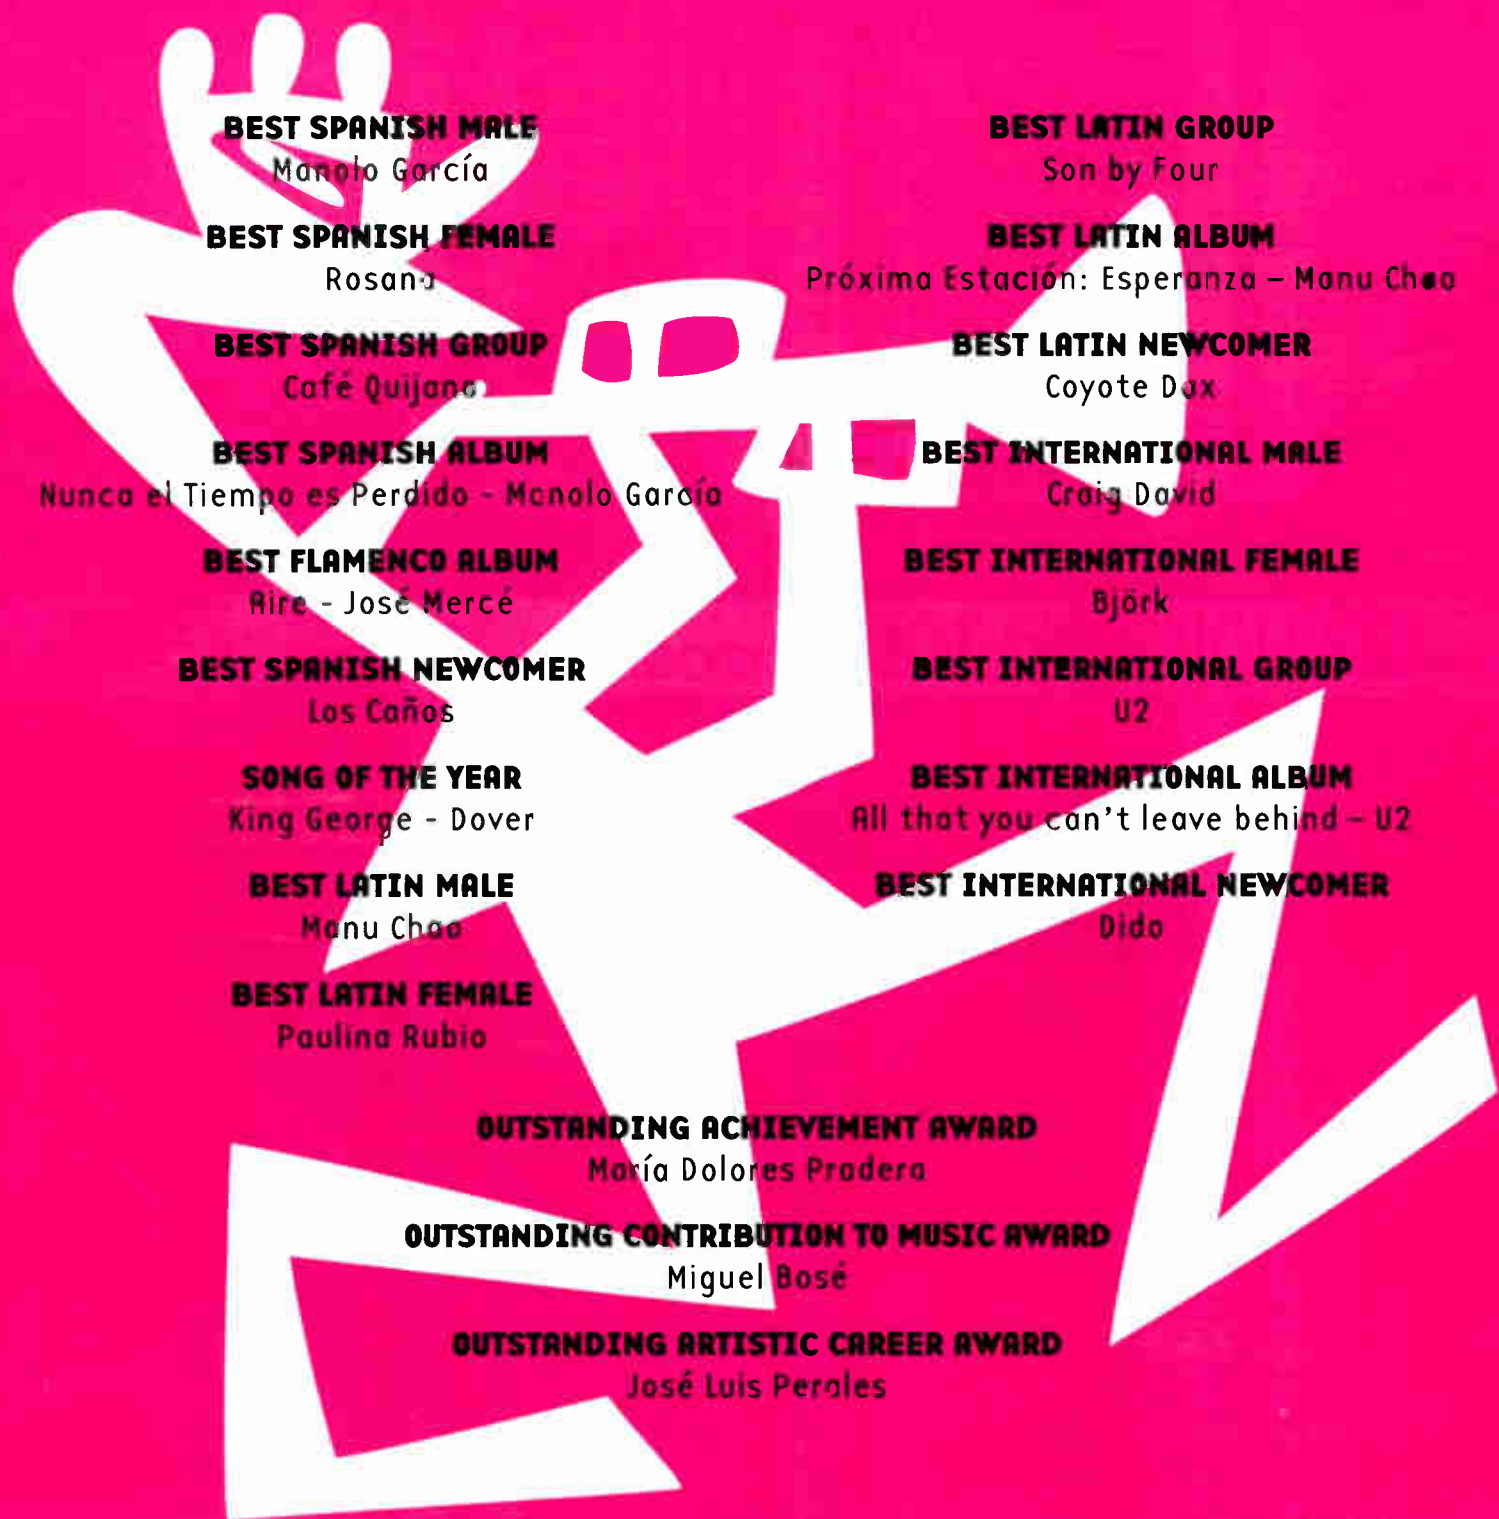 BEST SPANISH MALE
Manolo García
BEST SPANISH FEMALE
Rosana
BEST SPANISH GROUP
Café Quijano
BEST SPANISH ALBUM
Nunca el Tiempo es Perdido - Manolo García
BEST FLAMENCO ALBUM
Aire - José Mercé
BEST SPANISH NEWCOMER
Los Caños
SONG OF THE YEAR
King George - Dover
BEST LATIN MALE
Manu Chao
BEST LATIN FEMALE
Paulina Rubio
BEST LATIN GROUP
Son by Four
BEST LATIN ALBUM
Próxima Estación: Esperanza – Manu Chao
BEST LATIN NEWCOMER
Coyote Dax
BEST INTERNATIONAL MALE
Craig David
BEST INTERNATIONAL FEMALE
Björk
BEST INTERNATIONAL GROUP
U2
BEST INTERNATIONAL ALBUM
All that you can't leave behind – U2
BEST INTERNATIONAL NEWCOMER
Dido
OUTSTANDING ACHIEVEMENT AWARD
María Dolores Pradera
OUTSTANDING CONTRIBUTION TO MUSIC AWARD
Miguel Bosé
OUTSTANDING ARTISTIC CAREER AWARD
José Luis Perales